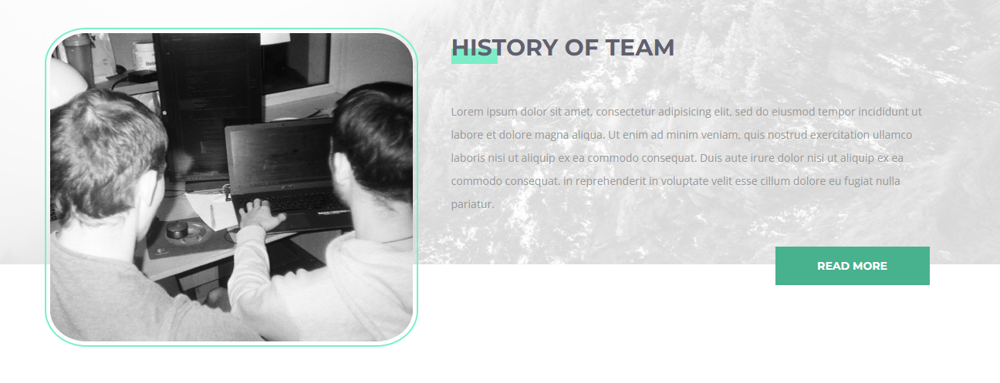 HISTORY OF TEAM
Lorem ipsum dolor sit amet, consectetur adipisicing elit, sed do eiusmod tempor incididunt ut
labore et dolore magna aliqua. Ut enim ad minim veniam, quis nostrud exercitation ullamco
laboris nisi ut aliquip ex ea commodo consequat. Duis aute irure dolor nisi ut aliquip ex ea
commodo consequat. in reprehenderit in voluptate velit esse cillum dolore eu fugiat nulla
pariatur.
READ MORE